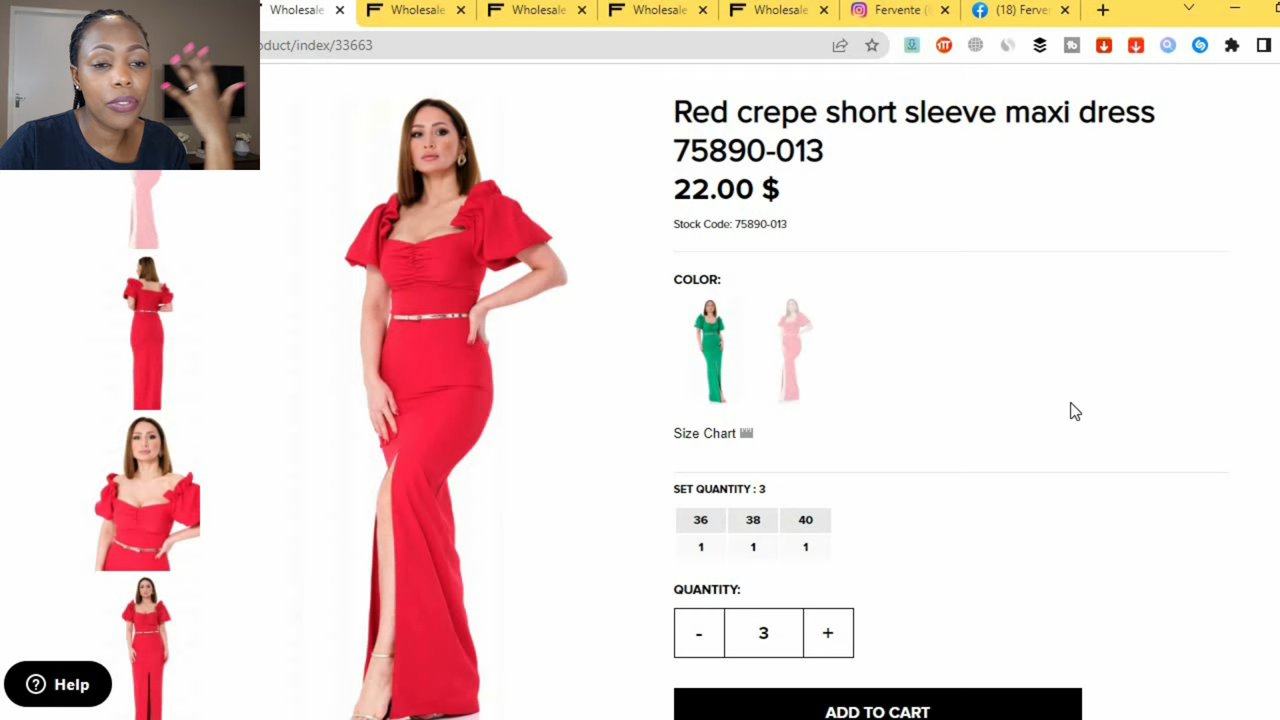 Wholesale
Wholesale
Wholesale
Wholesale
Wholesale
Fervente (
(18) Ferve
oduct/index/33663
Red crepe short sleeve maxi dress
75890-013
22.00 $
Stock Code: 75890-013
COLOR:
Size Chart
SET QUANTITY : 3
36 38 40
1 1 1
QUANTITY:
- 3 +
ADD TO CART
Help